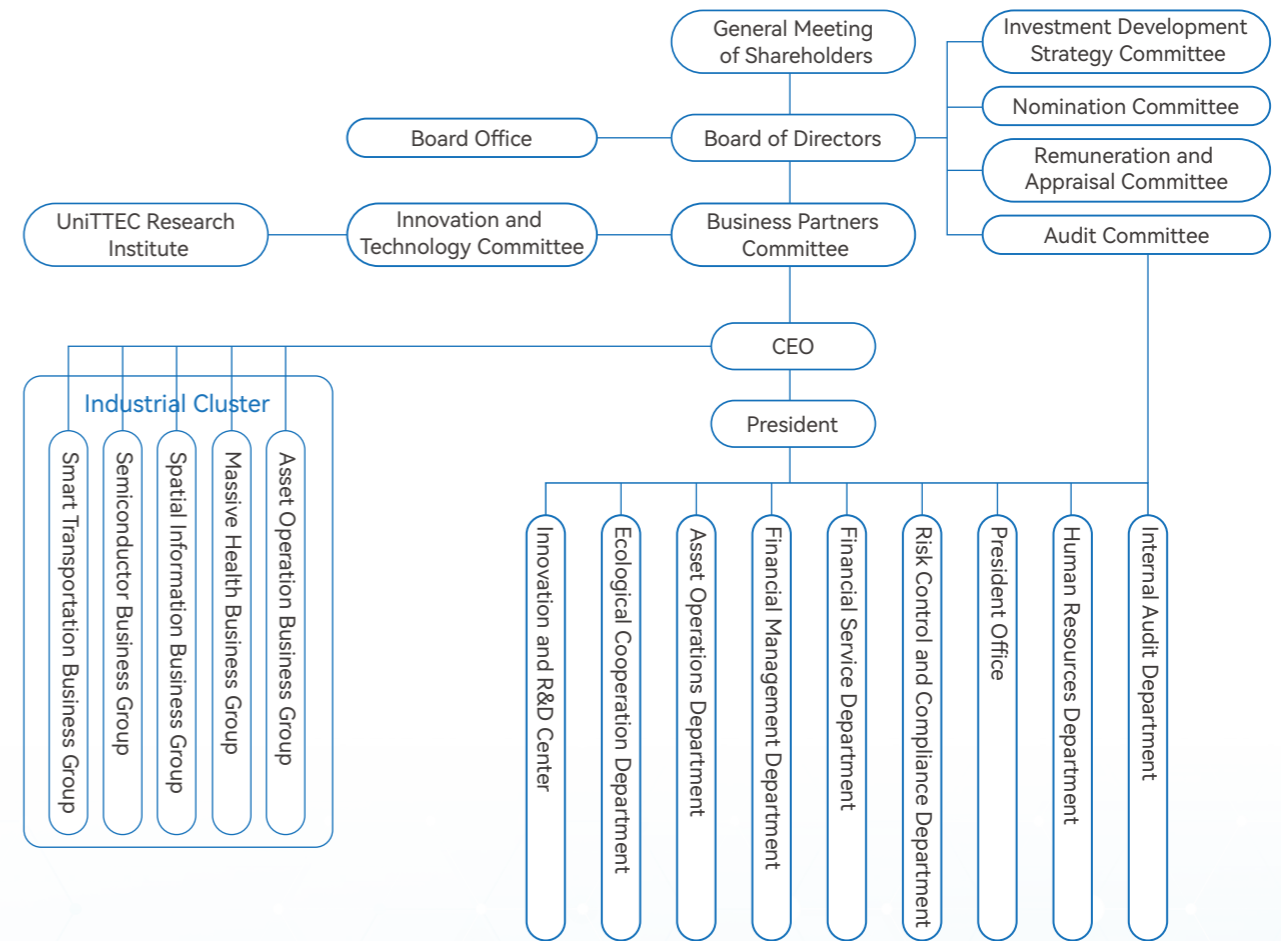 General Meeting
of Shareholders
Investment Development
Strategy Committee
Nomination Committee
Board Office
Board of Directors
Remuneration and
Appraisal Committee
UniTTEC Research
Institute
Innovation and
Technology Committee
Business Partners
Committee
Audit Committee
CEO
Industrial Cluster
President
Smart Transportation Business Group
Semiconductor Business Group
Spatial Information Business Group
Massive Health Business Group
Asset Operation Business Group
Innovation and R&D Center
Ecological Cooperation Department
Asset Operations Department
Financial Management Department
Financial Service Department
Risk Control and Compliance Department
President Office
Human Resources Department
Internal Audit Department